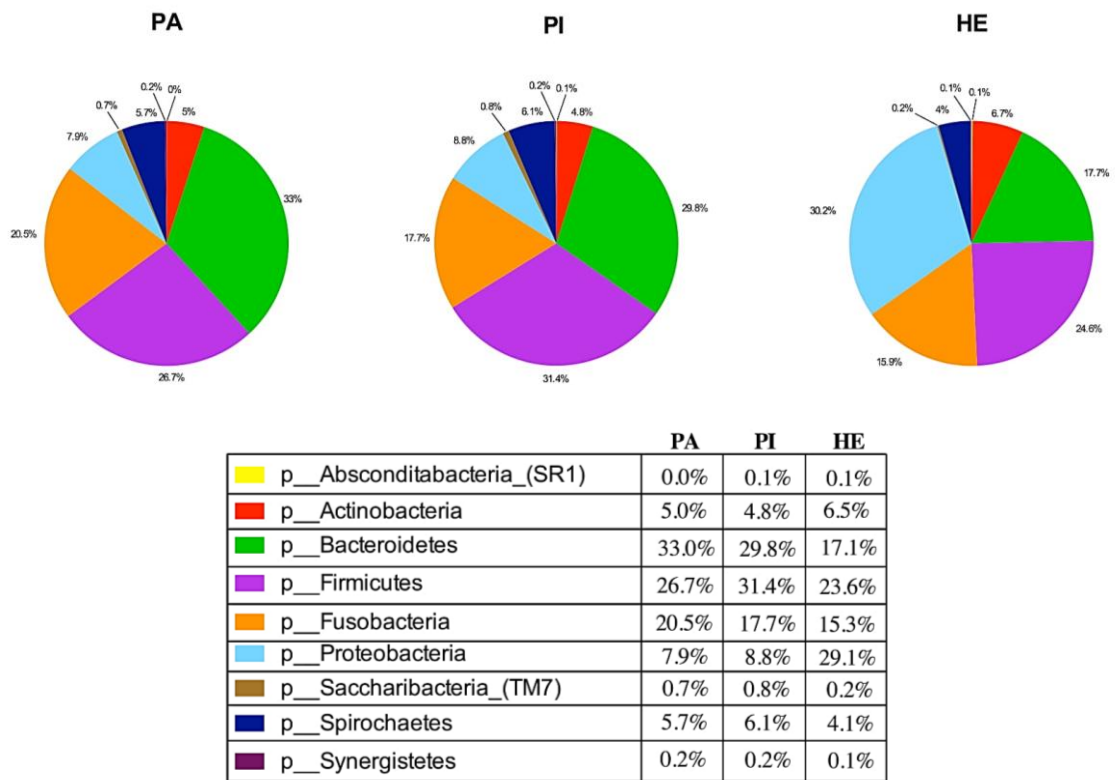 PA PI HE
0.2% 0%
0.7% 5.7% 5%
7.9%
33%
20.5%
26.7%
0.2% 0.1%
0.8% 6.1% 4.8%
8.8%
29.8%
17.7%
31.4%
0.1% 0.1%
0.2% 4% 6.7%
17.7%
30.2%
24.6%
15.9%
PA PI HE
p__Absconditabacteria_(SR1) 0.0% 0.1% 0.1%
p__Actinobacteria 5.0% 4.8% 6.5%
p__Bacteroidetes 33.0% 29.8% 17.1%
p__Firmicutes 26.7% 31.4% 23.6%
p__Fusobacteria 20.5% 17.7% 15.3%
p__Proteobacteria 7.9% 8.8% 29.1%
p__Saccharibacteria_(TM7) 0.7% 0.8% 0.2%
p__Spirochaetes 5.7% 6.1% 4.1%
p__Synergistetes 0.2% 0.2% 0.1%